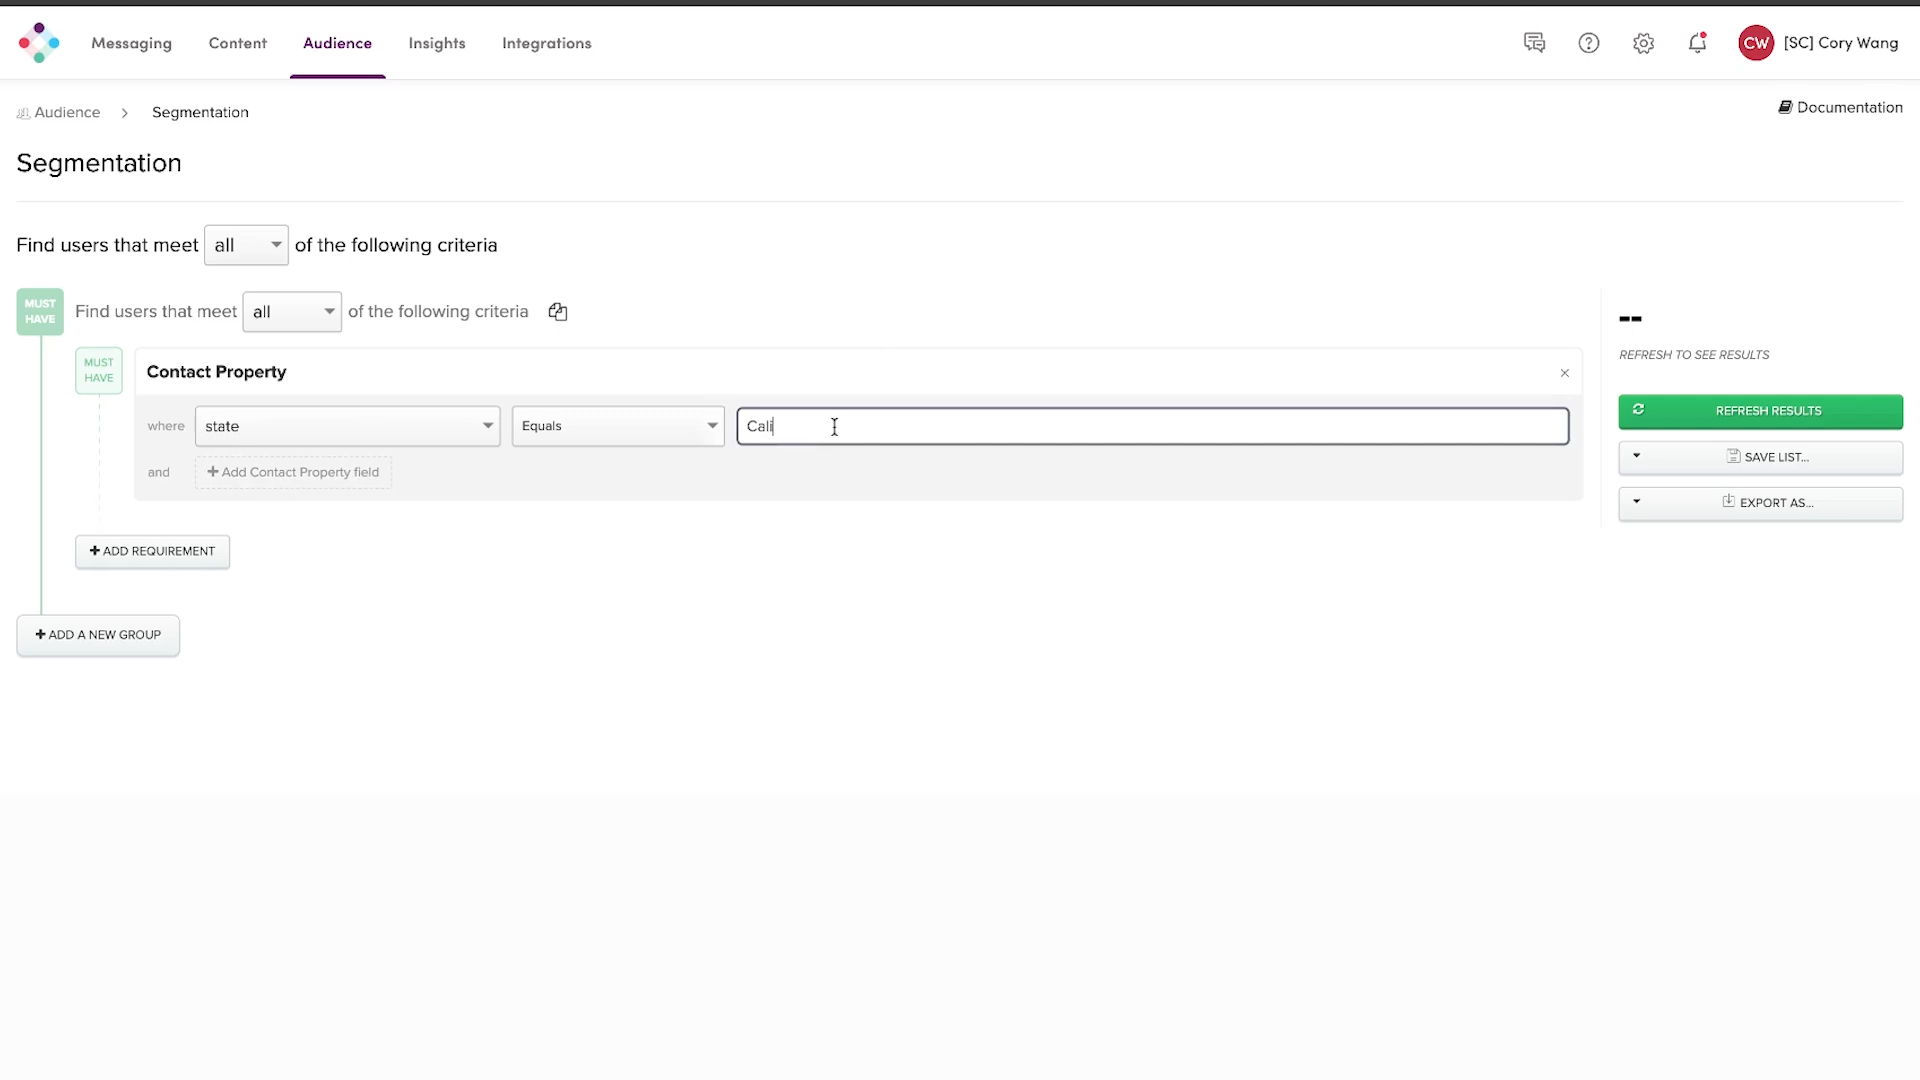 Messaging Content Audience Insights Integrations CW [SC] Cory Wang
Audience > Segmentation
Documentation
Segmentation
Find users that meet all of the following criteria
MUST HAVE
Find users that meet all of the following criteria
--
REFRESH TO SEE RESULTS
MUST HAVE
Contact Property
×
REFRESH RESULTS
where state Equals Cali
SAVE LIST...
and + Add Contact Property field
EXPORT AS...
+ ADD REQUIREMENT
+ ADD A NEW GROUP